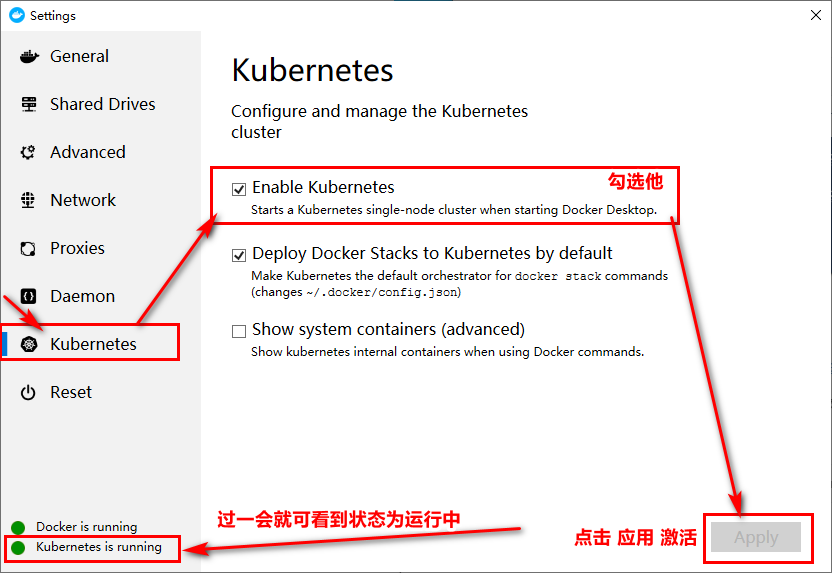 Settings
General
Shared Drives
Advanced
Network
Proxies
Daemon
Kubernetes
Reset
Docker is running
Kubernetes is running
Kubernetes
Configure and manage the Kubernetes
cluster
Enable Kubernetes
勾选他
Starts a Kubernetes single-node cluster when starting Docker Desktop.
Deploy Docker Stacks to Kubernetes by default
Make Kubernetes the default orchestrator for docker stack commands
(changes ~/.docker/config.json)
Show system containers (advanced)
Show kubernetes internal containers when using Docker commands.
过一会就可看到状态为运行中
点击 应用 激活
Apply